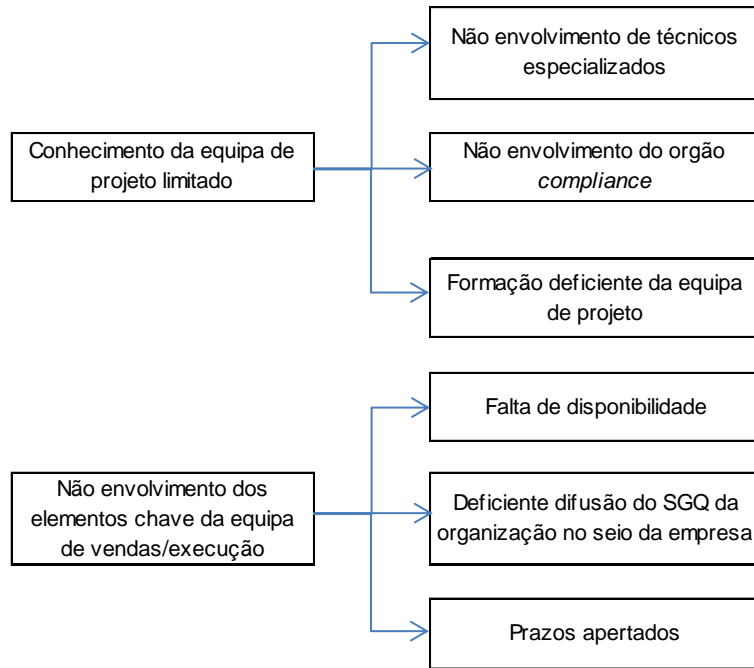 Não envolvimento de técnicos
especializados
Conhecimento da equipa de
projeto limitado
Não envolvimento do orgão
compliance
Formação deficiente da equipa
de projeto
Falta de disponibilidade
Não envolvimento dos
elementos chave da equipa
de vendas/execução
Deficiente difusão do SGQ da
organização no seio da empresa
Prazos apertados